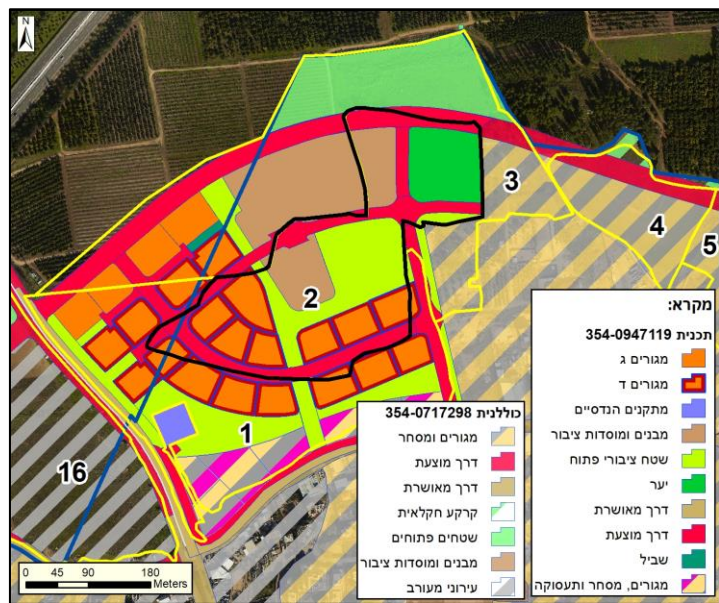 N
3
4
5
2
1
16
מקרא:
תכנית 354-0947119
מגורים ג
מגורים ד
מתקנים הנדסיים
מבנים ומוסדות ציבור
שטח ציבורי פתוח
יער
דרך מאושרת
דרך מוצעת
שביל
מגורים, מסחר ותעסוקה
כוללנית 354-0717298
מגורים ומסחר
דרך מוצעת
דרך מאושרת
קרקע חקלאית
שטחים פתוחים
מבנים ומוסדות ציבור
עירוני מעורב
0 45 90 180
Meters